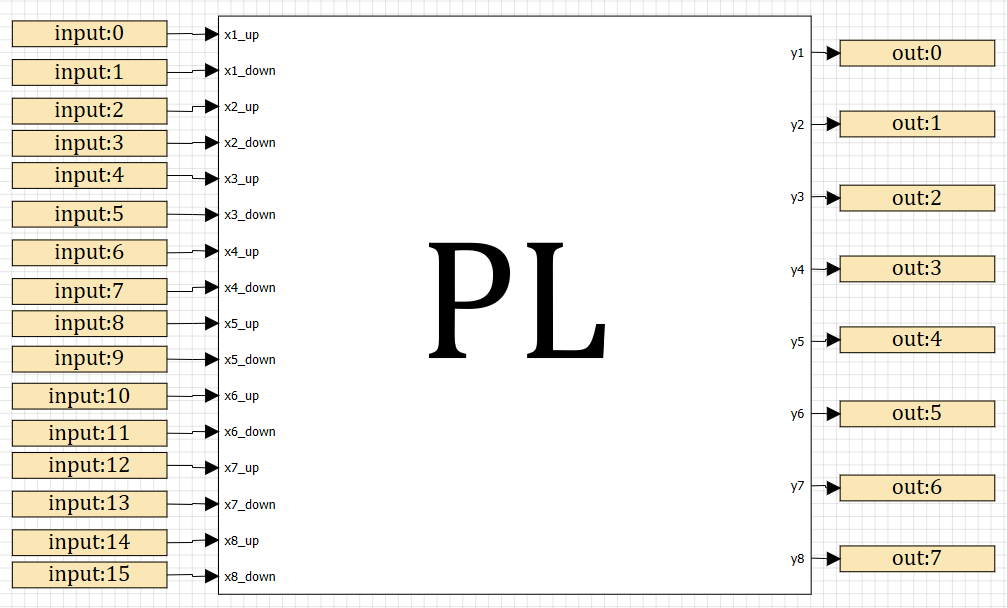 input:0
input:1
input:2
input:3
input:4
input:5
input:6
input:7
input:8
input:9
input:10
input:11
input:12
input:13
input:14
input:15
x1_up
x1_down
x2_up
x2_down
x3_up
x3_down
x4_up
x4_down
x5_up
x5_down
x6_up
x6_down
x7_up
x7_down
x8_up
x8_down
PL
y1
y2
y3
y4
y5
y6
y7
y8
out:0
out:1
out:2
out:3
out:4
out:5
out:6
out:7